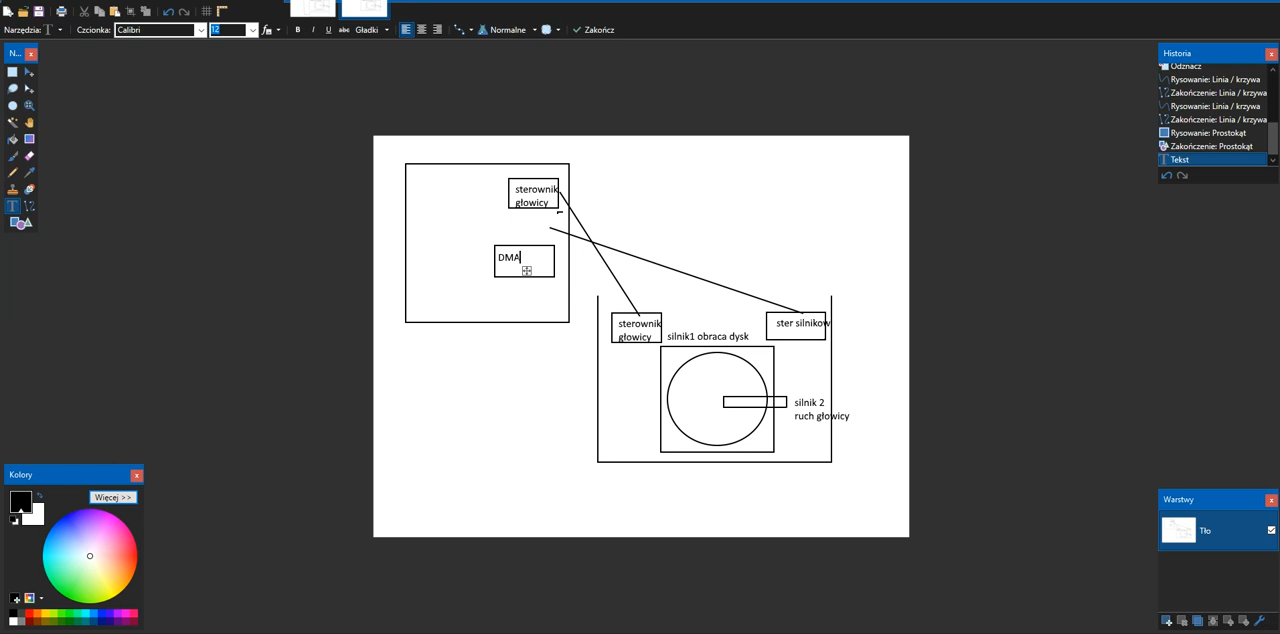 Narzędzia:
Czcionka:
Calibri
12
B
I
U
abc
Gładki
Normalne
Zakończ
N...
Historia
Odznacz
Rysowanie: Linia / krzywa
Zakończenie: Linia / krzywa
Rysowanie: Linia / krzywa
Zakończenie: Linia / krzywa
Rysowanie: Prostokąt
Zakończenie: Prostokąt
Tekst
sterownik
głowicy
DMA
sterownik
głowicy
silnik1 obraca dysk
ster silnikow
silnik 2
ruch głowicy
Kolory
Więcej >>
Warstwy
Tło